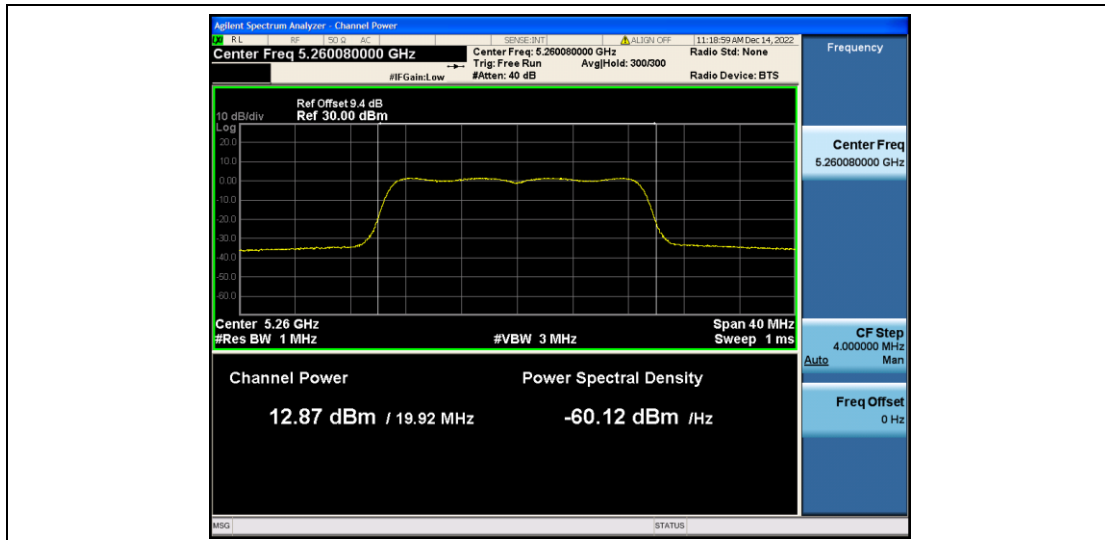 Agilent Spectrum Analyzer - Channel Power
RL RF 50 Ω AC SENSE:INT ALIGN OFF 11:18:59 AM Dec 14, 2022
Center Freq 5.260080000 GHz
Center Freq: 5.260080000 GHz
Radio Std: None
Trig: Free Run Avg|Hold: 300/300
#IFGain:Low #Atten: 40 dB Radio Device: BTS
Ref Offset 9.4 dB
10 dB/div Ref 30.00 dBm
Log
20.0
10.0
0.00
-10.0
-20.0
-30.0
-40.0
-50.0
-60.0
Center 5.26 GHz Span 40 MHz
#Res BW 1 MHz #VBW 3 MHz Sweep 1 ms
Channel Power Power Spectral Density
12.87 dBm / 19.92 MHz -60.12 dBm /Hz
MSG STATUS
Frequency
Center Freq
5.260080000 GHz
CF Step
4.000000 MHz
Auto Man
Freq Offset
0 Hz